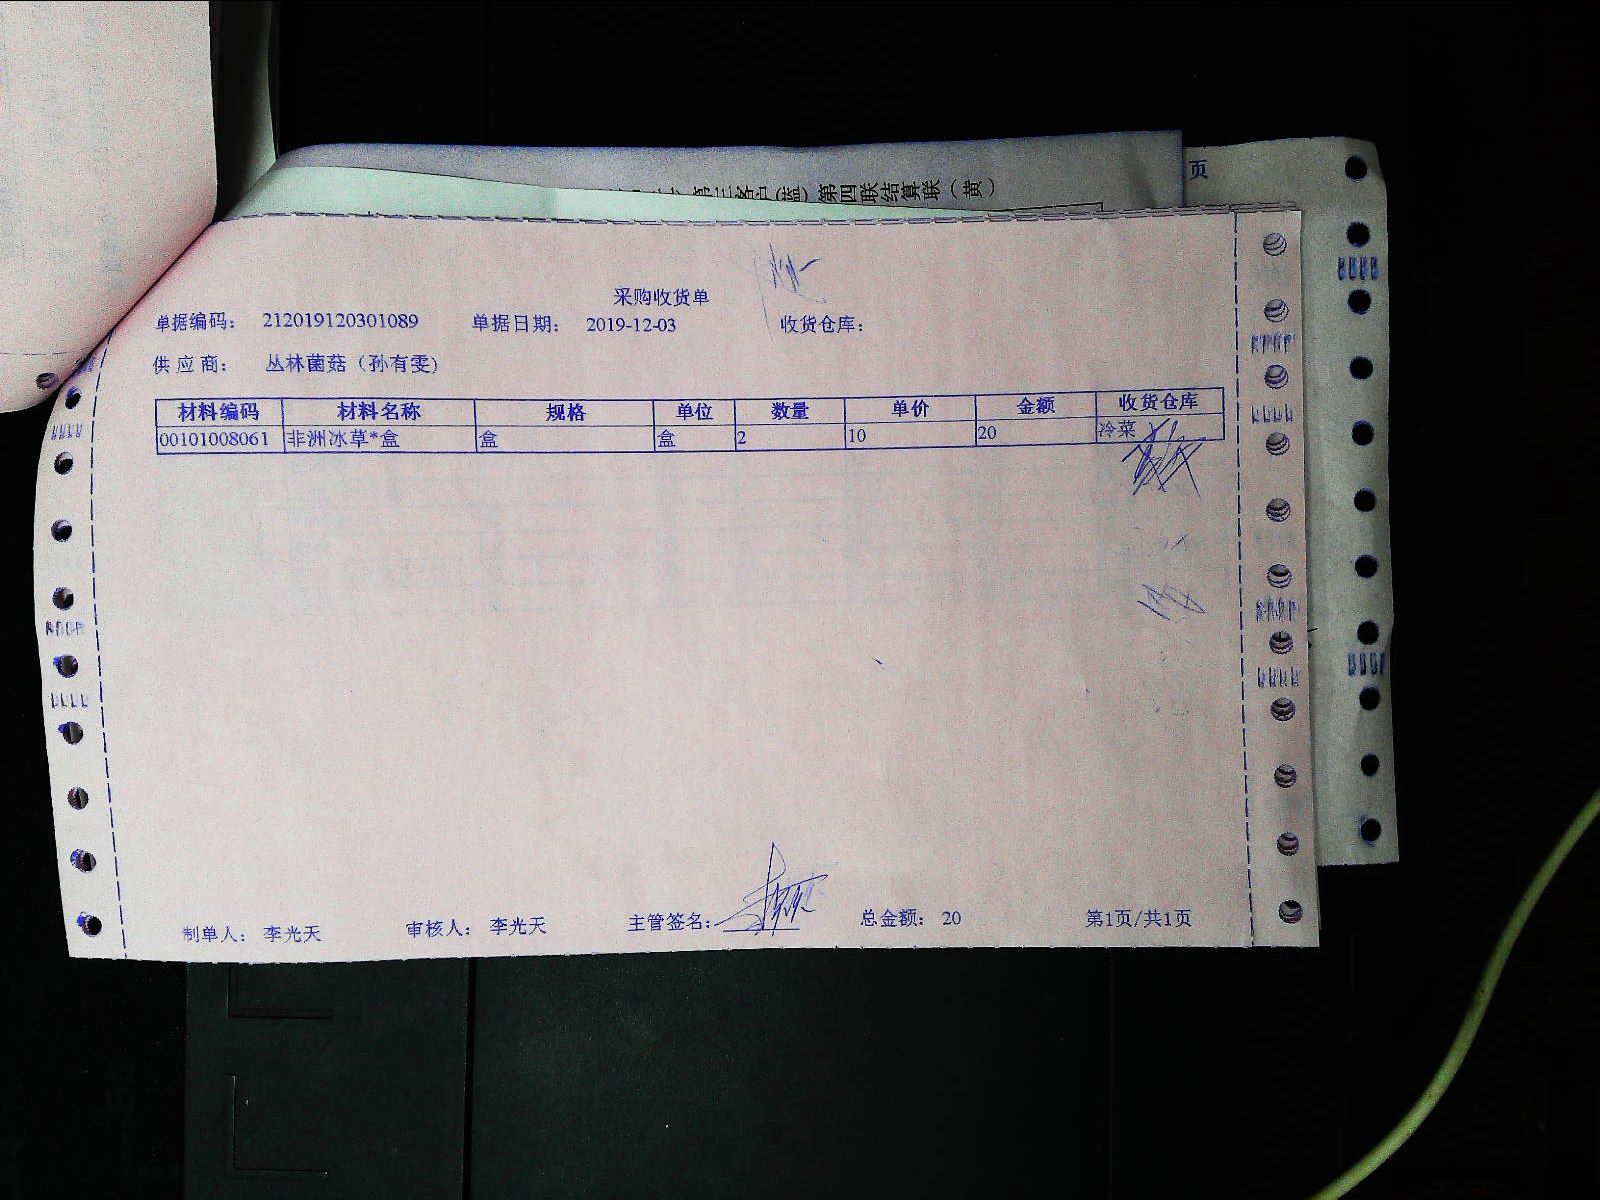 页
第四联结算联（黄）
采购收货单
单据编码： 212019120301089 单据日期： 2019-12-03 收货仓库：
供应商： 丛林菌菇（孙有雯）
材料编码 材料名称 规格 单位 数量 单价 金额 收货仓库
00101008061 非洲冰草*盒 盒 盒 2 10 20 冷菜
制单人： 李光天 审核人： 李光天 主管签名： 总金额： 20 第1页/共1页